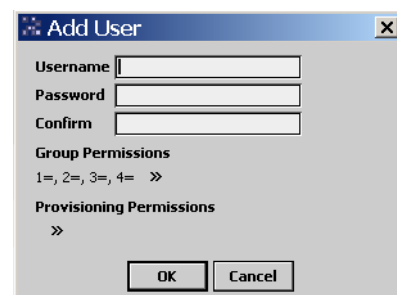 Add User
Username
Password
Confirm
Group Permissions
1=, 2=, 3=, 4= »
Provisioning Permissions
»
OK Cancel